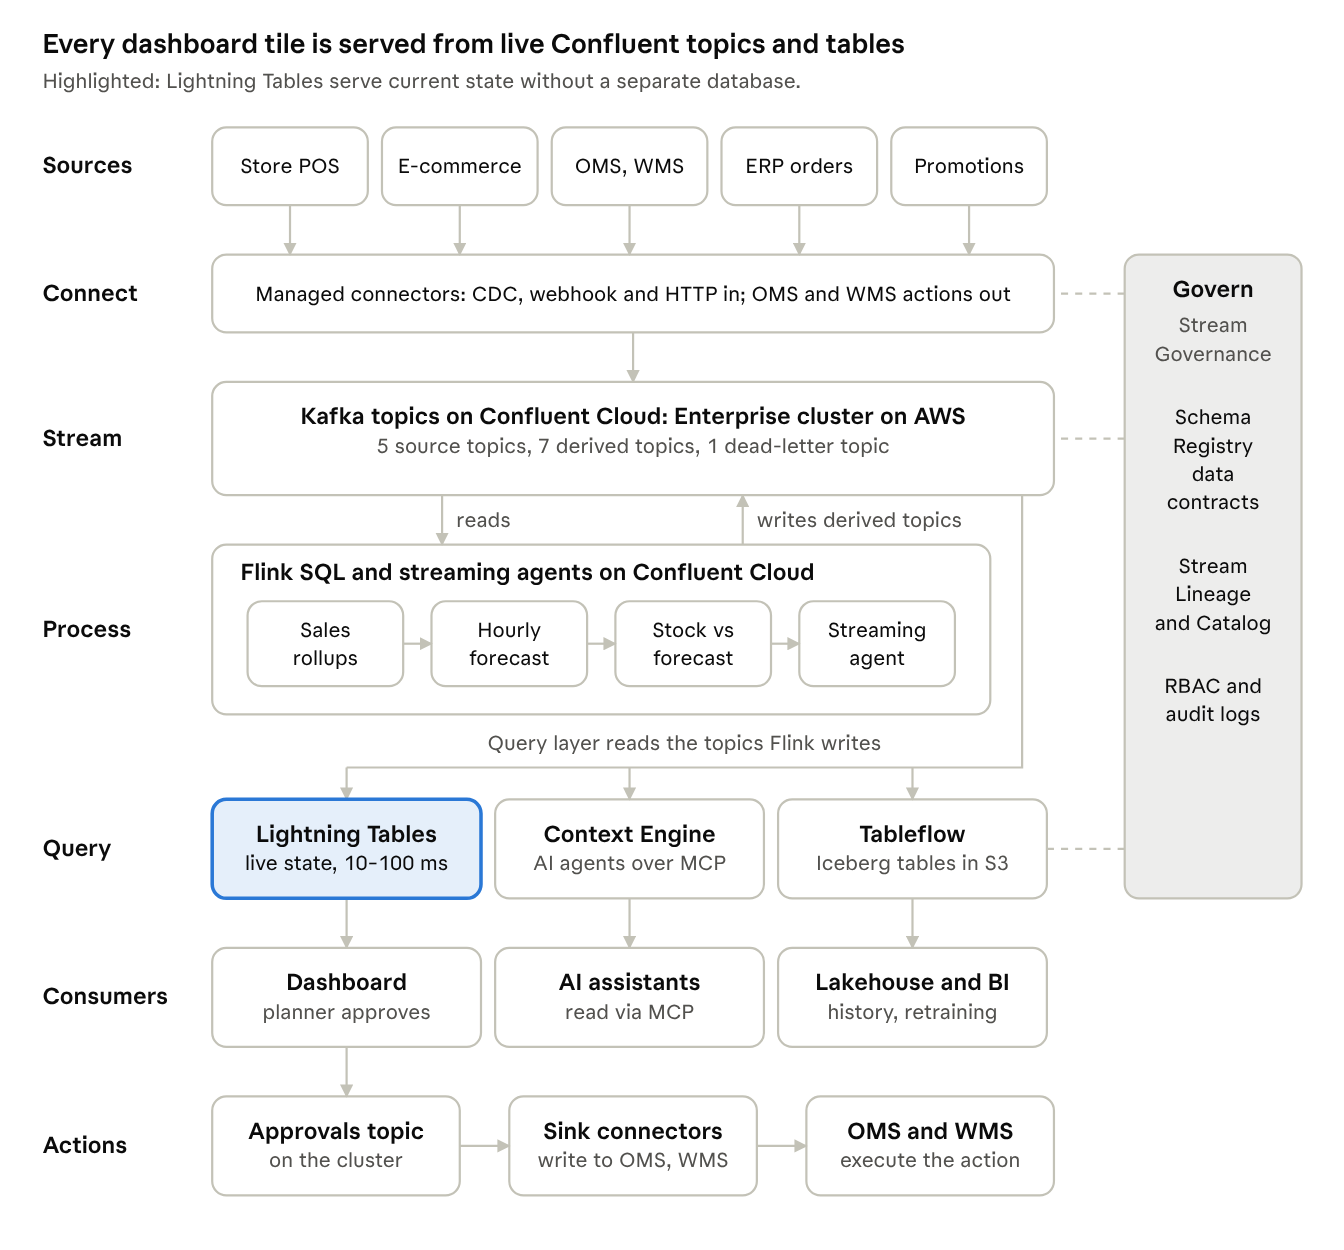 Every dashboard tile is served from live Confluent topics and tables
Highlighted: Lightning Tables serve current state without a separate database.
Sources
Store POS
E-commerce
OMS, WMS
ERP orders
Promotions
Connect
Managed connectors: CDC, webhook and HTTP in; OMS and WMS actions out
Govern
Stream
Governance
Schema
Registry
data
contracts
Stream
Lineage
and Catalog
RBAC and
audit logs
Stream
Kafka topics on Confluent Cloud: Enterprise cluster on AWS
5 source topics, 7 derived topics, 1 dead-letter topic
reads
writes derived topics
Process
Flink SQL and streaming agents on Confluent Cloud
Sales
rollups
Hourly
forecast
Stock vs
forecast
Streaming
agent
Query layer reads the topics Flink writes
Query
Lightning Tables
live state, 10-100 ms
Context Engine
AI agents over MCP
Tableflow
Iceberg tables in S3
Consumers
Dashboard
planner approves
AI assistants
read via MCP
Lakehouse and BI
history, retraining
Actions
Approvals topic
on the cluster
Sink connectors
write to OMS, WMS
OMS and WMS
execute the action